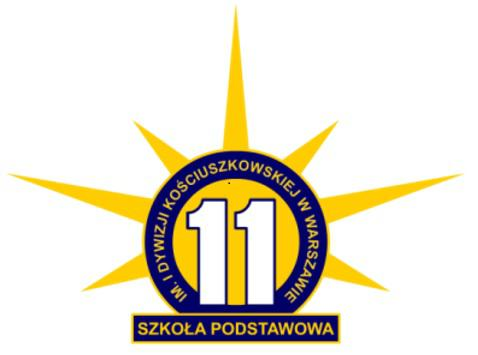 IM. I DYWIZJI KOŚCIUSZKOWSKIEJ W WARSZAWIE
11
SZKOŁA PODSTAWOWA